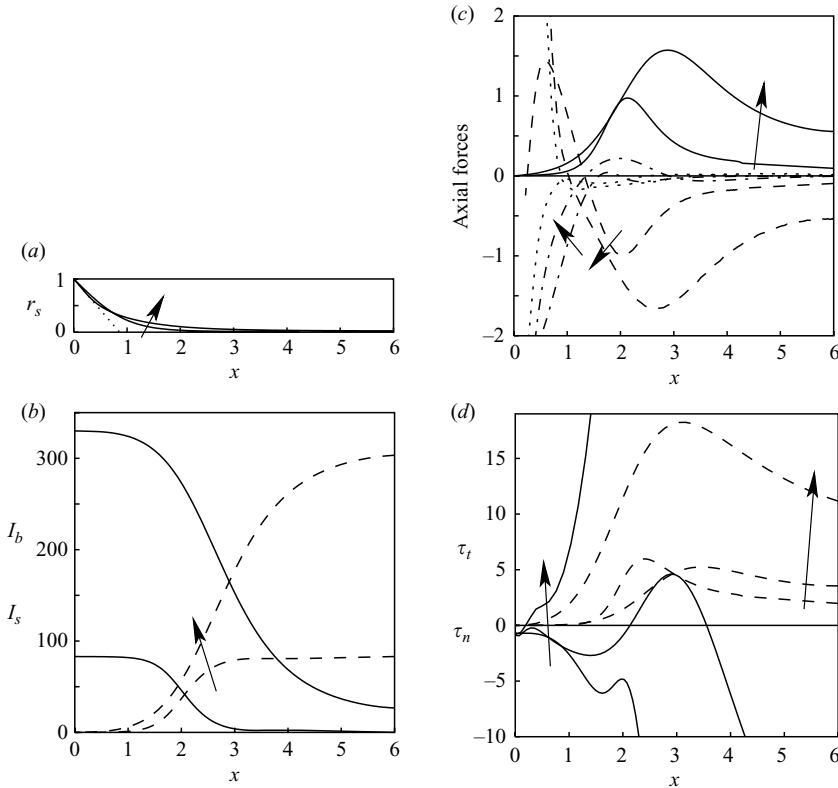 (a)
1
r_s
0
0 1 2 3 4 5 6
x
(b)
300
I_b
200
I_s
100
0
0 1 2 3 4 5 6
x
(c)
2
1
Axial forces
0
−1
−2
0 1 2 3 4 5 6
x
(d)
15
10
τ_t
5
0
τ_n
−5
−10
0 1 2 3 4 5 6
x